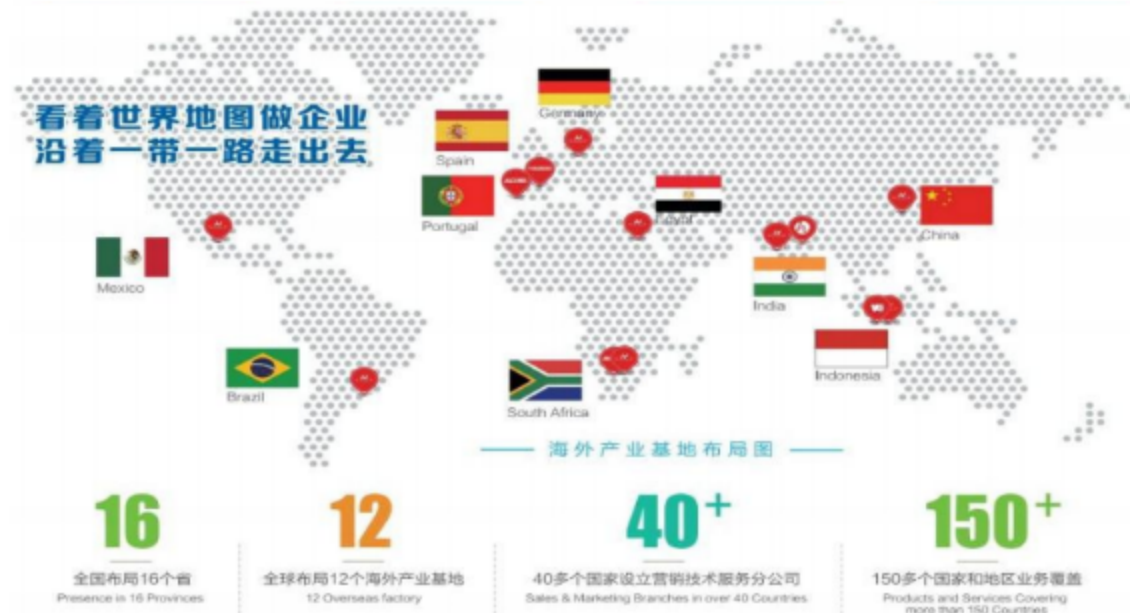 看着世界地图做企业
沿着一带一路走出去
Germany
Spain
Portugal
Egypt
China
Mexico
India
Indonesia
Brazil
South Africa
海外产业基地布局图
16
全国布局16个省
Presence in 16 Provinces
12
全球布局12个海外产业基地
12 Overseas factory
40+
40多个国家设立营销技术服务分公司
Sales & Marketing Branches in over 40 Countries
150+
150多个国家和地区业务覆盖
Products and Services Covering
more than 150 Countries